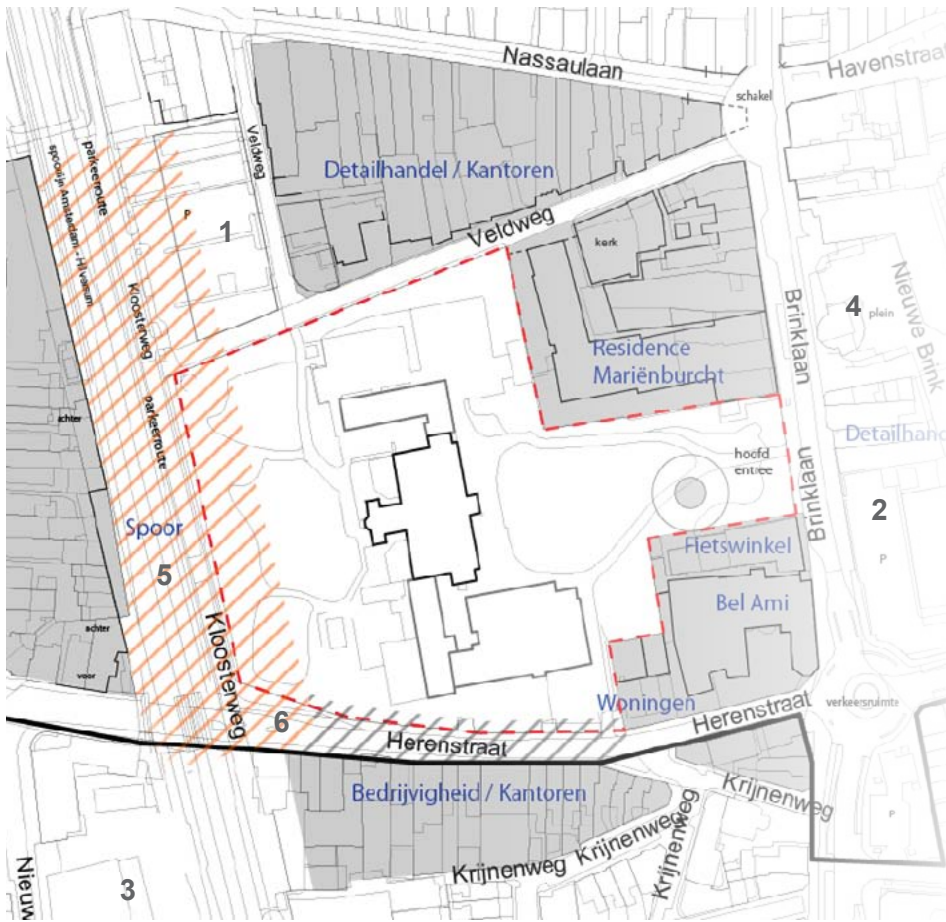 Nassaulaan
Havenstraat
schakel
Veldweg
parkeerroute
spoorlijn Amsterdam - Hilversum
Detailhandel / Kantoren
P
1
Veldweg
kerk
Kloosterweg
Brinklaan
4
plein
Nieuwe Brink
Residence
Mariënburcht
parkeerroute
achter
hoofd
entree
Brinklaan
Detailhand
2
Spoor
Fietswinkel
P
5
Bel Ami
achter
Kloosterweg
voor
Woningen
verkeersruimte
6
Herenstraat
Herenstraat
Bedrijvigheid / Kantoren
Krijnenweg
P
Krijnenweg
Krijnenweg
Krijnenweg
3
Nieuw